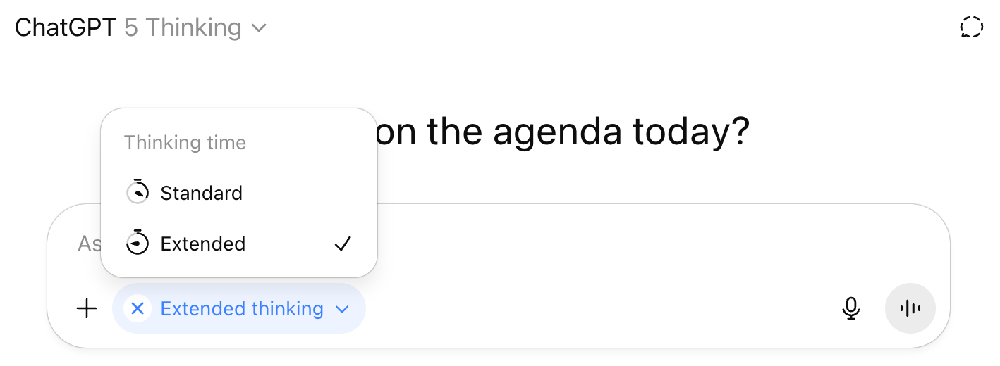 ChatGPT 5 Thinking
on the agenda today?
Thinking time
Standard
Extended
As
Extended thinking